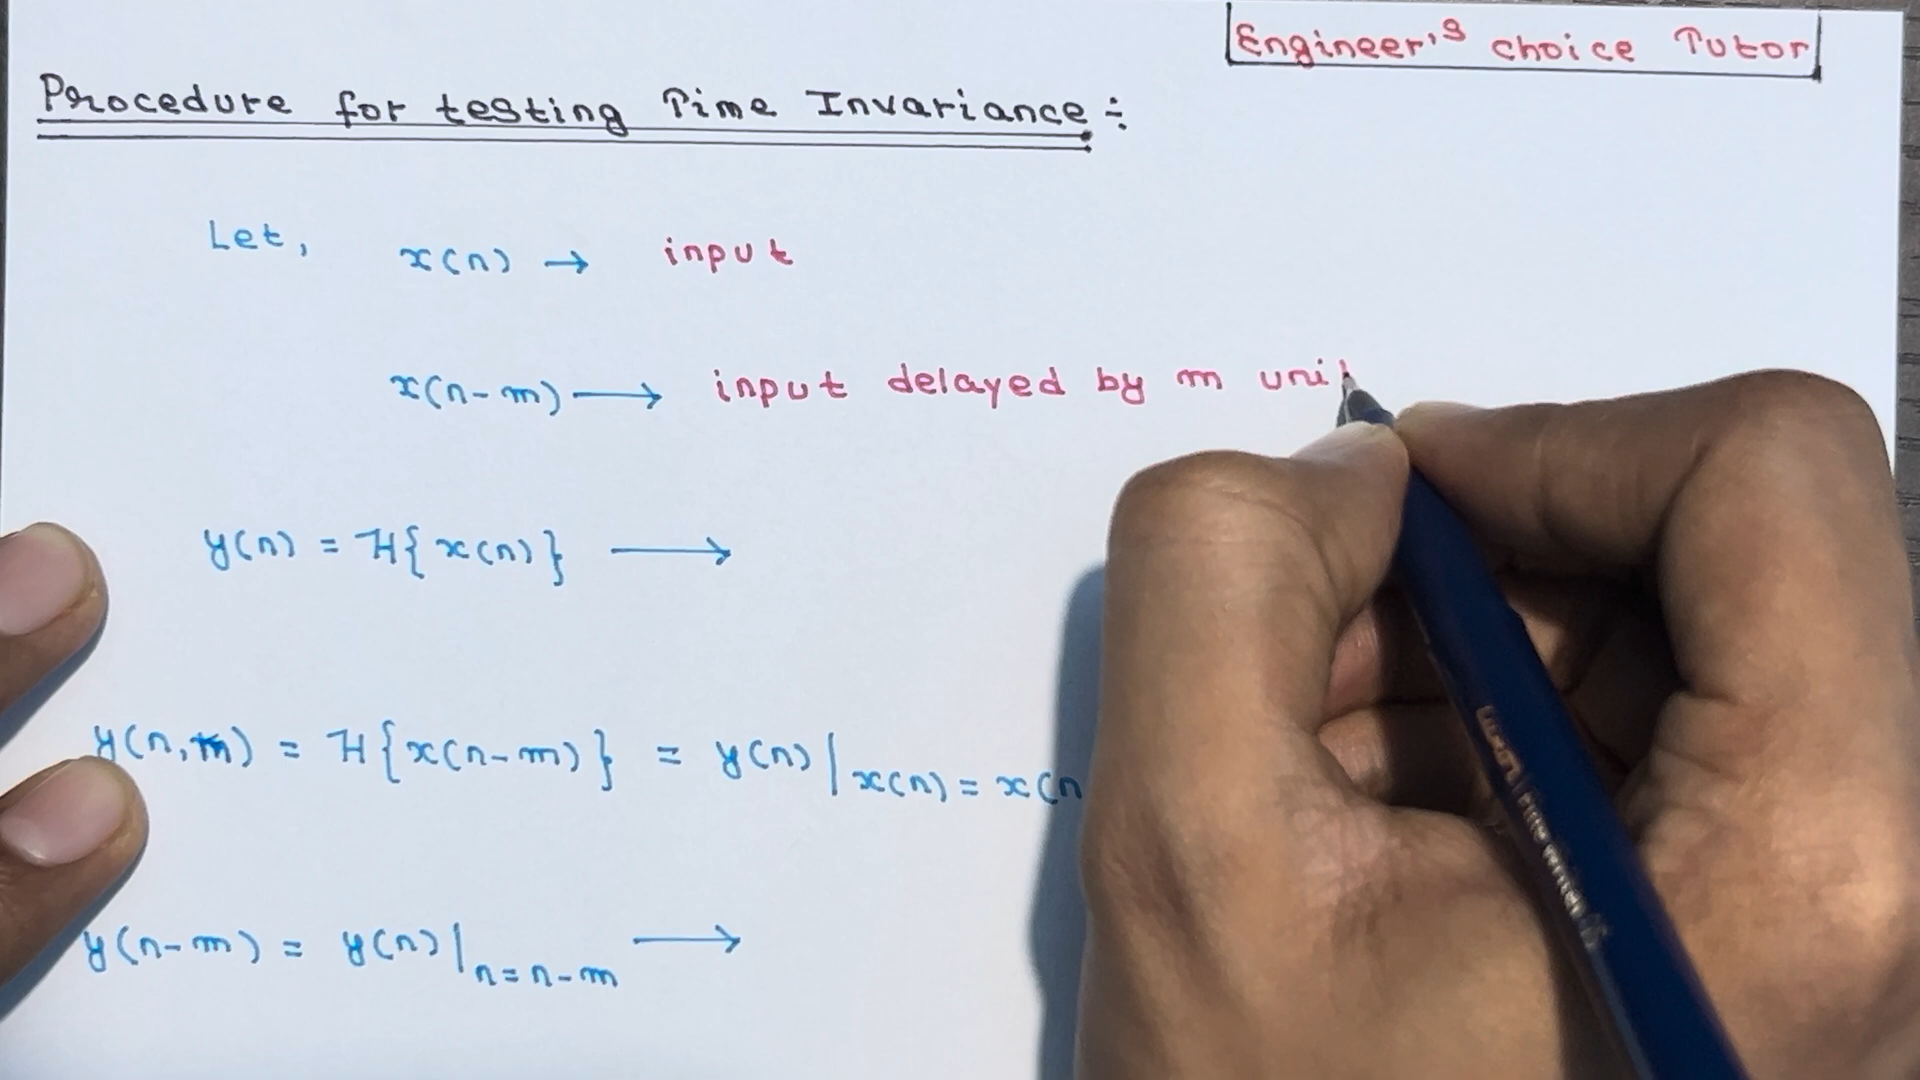 Engineer's choice Tutor
Procedure for testing Time Invariance :-
Let, x(n) → input
x(n-m) → input delayed by m uni
y(n) = H{x(n)} →
y(n,m) = H{x(n-m)} = y(n)|x(n) = x(n
y(n-m) = y(n)|n=n-m →